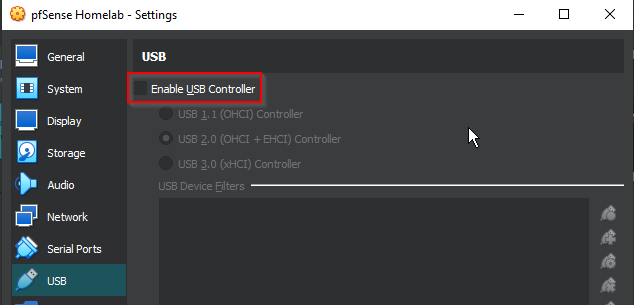 pfSense Homelab - Settings
General
System
Display
Storage
Audio
Network
Serial Ports
USB
USB
Enable USB Controller
USB 1.1 (OHCI) Controller
USB 2.0 (OHCI + EHCI) Controller
USB 3.0 (xHCI) Controller
USB Device Filters